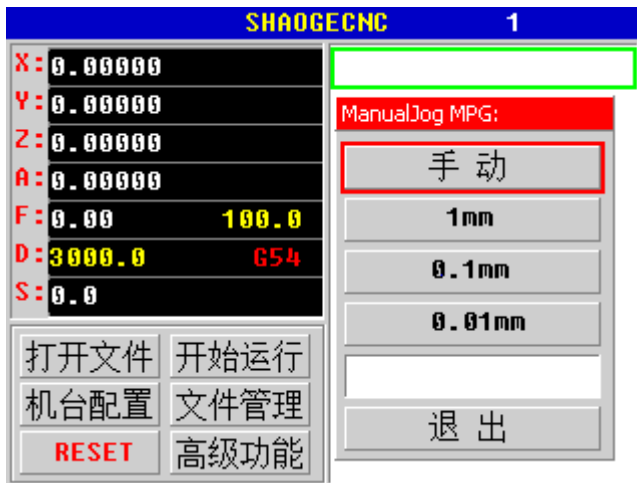 SHAOGECNC 1
X:0.00000
Y:0.00000
Z:0.00000
A:0.00000
F:0.00 100.0
D:3000.0 G54
S:0.0
打开文件 开始运行
机台配置 文件管理
RESET 高级功能
ManualJog MPG:
手动
1mm
0.1mm
0.01mm
退出